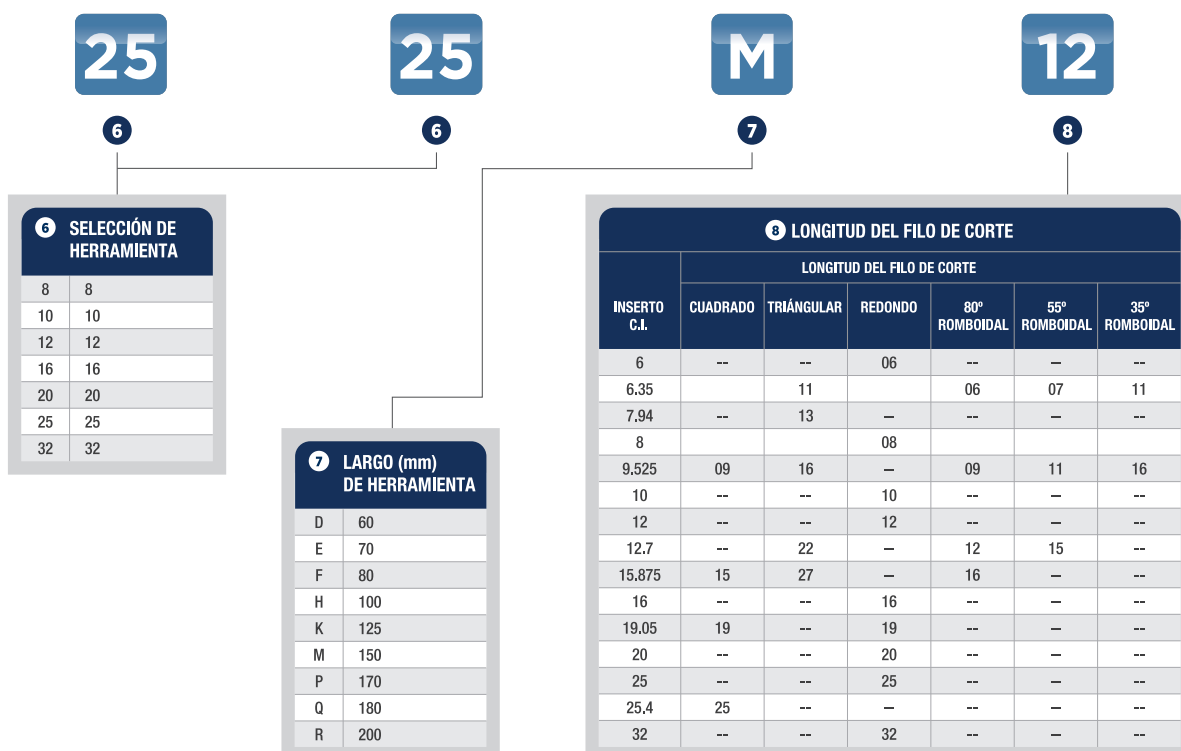 25 25 M 12
6 6 7 8
6 SELECCIÓN DE
HERRAMIENTA
8 8
10 10
12 12
16 16
20 20
25 25
32 32
7 LARGO (mm)
DE HERRAMIENTA
D 60
E 70
F 80
H 100
K 125
M 150
P 170
Q 180
R 200
8 LONGITUD DEL FILO DE CORTE
LONGITUD DEL FILO DE CORTE
INSERTO C.I. CUADRADO TRIÁNGULAR REDONDO 80º ROMBOIDAL 55º ROMBOIDAL 35º ROMBOIDAL
6 -- -- 06 -- – --
6.35 11 06 07 11
7.94 -- 13 – -- – --
8 08
9.525 09 16 – 09 11 16
10 -- -- 10 -- – --
12 -- -- 12 -- – --
12.7 -- 22 – 12 15 --
15.875 15 27 – 16 – --
16 -- -- 16 -- – --
19.05 19 -- 19 -- – --
20 -- -- 20 -- – --
25 -- -- 25 -- – --
25.4 25 -- – -- – --
32 -- -- 32 -- – --